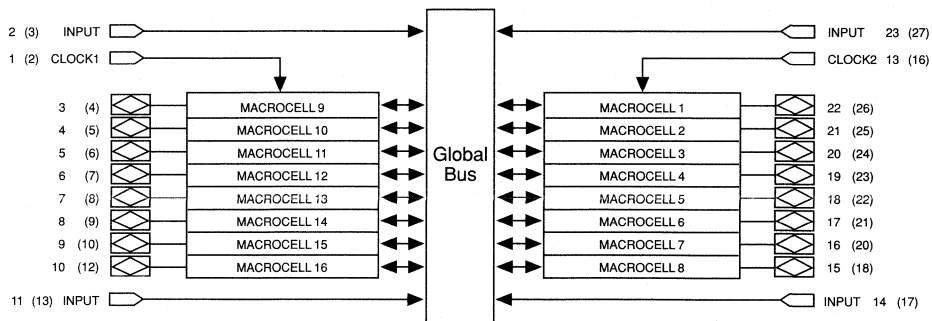 2 (3) INPUT
INPUT 23 (27)
1 (2) CLOCK1
CLOCK2 13 (16)
3 (4) MACROCELL 9
MACROCELL 1 22 (26)
4 (5) MACROCELL 10
MACROCELL 2 21 (25)
5 (6) MACROCELL 11
MACROCELL 3 20 (24)
6 (7) MACROCELL 12
MACROCELL 4 19 (23)
7 (8) MACROCELL 13
MACROCELL 5 18 (22)
8 (9) MACROCELL 14
MACROCELL 6 17 (21)
9 (10) MACROCELL 15
MACROCELL 7 16 (20)
10 (12) MACROCELL 16
MACROCELL 8 15 (18)
Global
Bus
11 (13) INPUT
INPUT 14 (17)